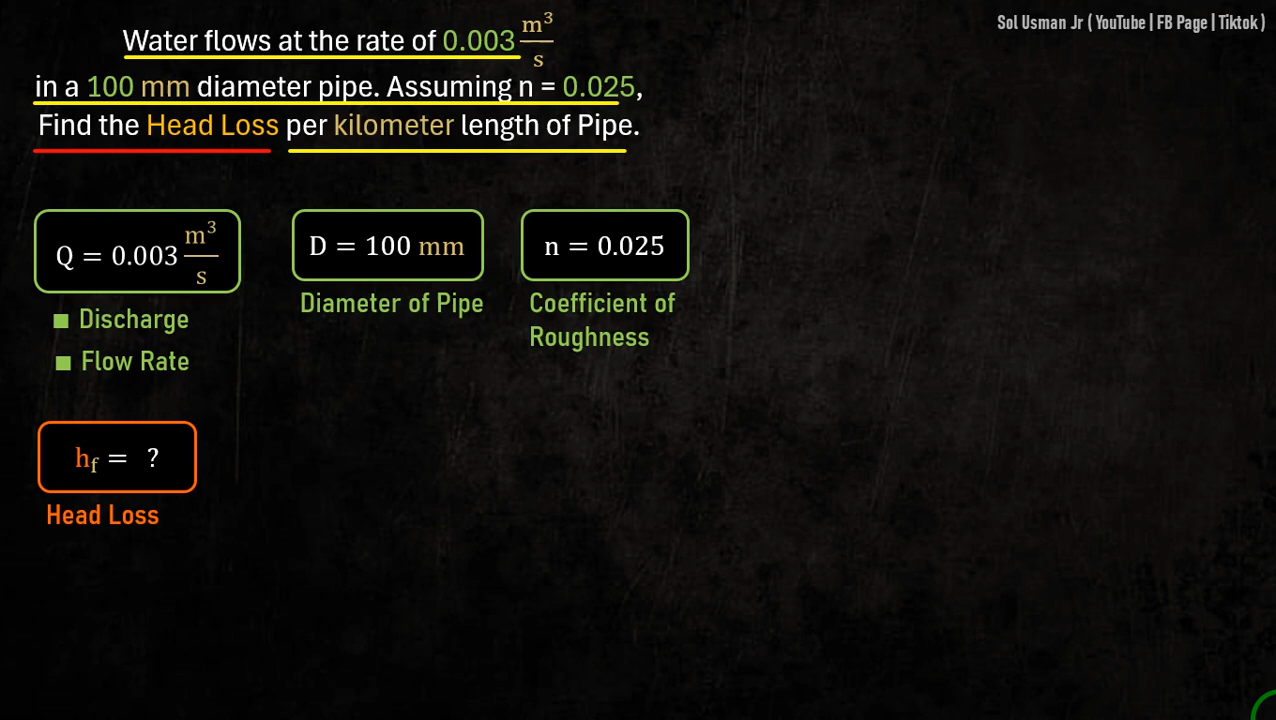 Sol Usman Jr ( YouTube | FB Page | Tiktok )
Water flows at the rate of 0.003 m³/s
in a 100 mm diameter pipe. Assuming n = 0.025,
Find the Head Loss per kilometer length of Pipe.
Q = 0.003 m³/s
D = 100 mm
n = 0.025
■ Discharge
■ Flow Rate
Diameter of Pipe
Coefficient of
Roughness
h_f = ?
Head Loss